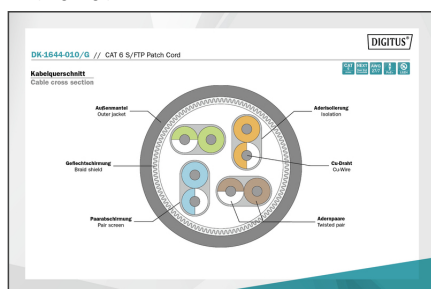 DIGITUS®
DK-1644-010/G // CAT 6 S/FTP Patch Cord
Kabelquerschnitt
Cable cross section
Außenmantel
Outer jacket
Aderisolierung
Isolation
Geflechtschirmung
Braid shield
Cu-Draht
Cu-Wire
Paarabschirmung
Pair screen
Aderspaare
Twisted pair